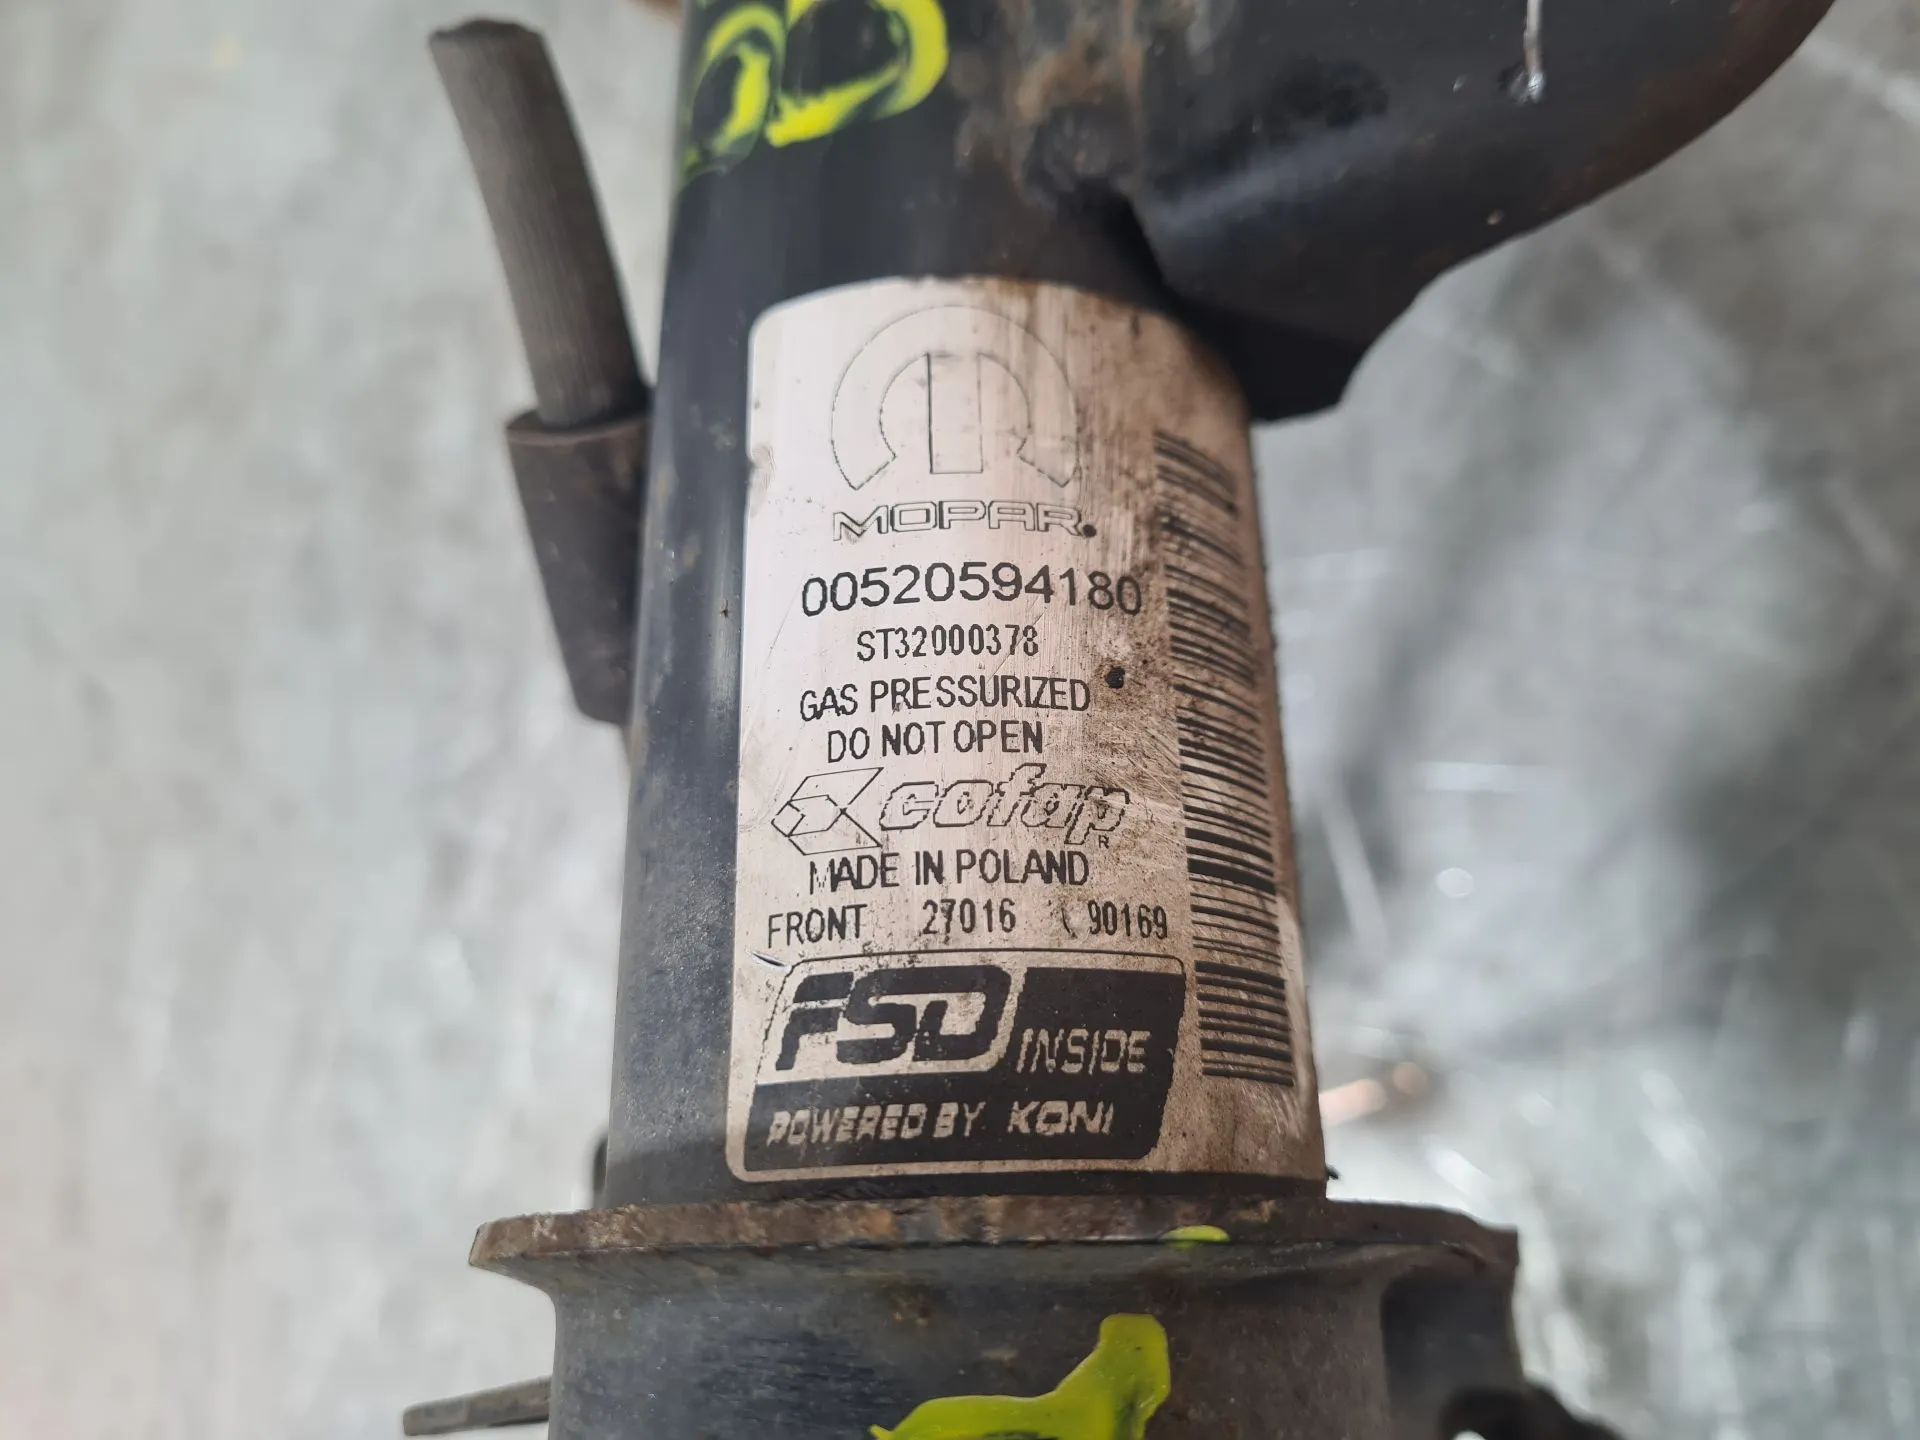 MOPAR
00520594180
ST32000378
GAS PRESSURIZED
DO NOT OPEN
cofap R
MADE IN POLAND
FRONT 27016 ( 90169
FSD INSIDE
POWERED BY KONI